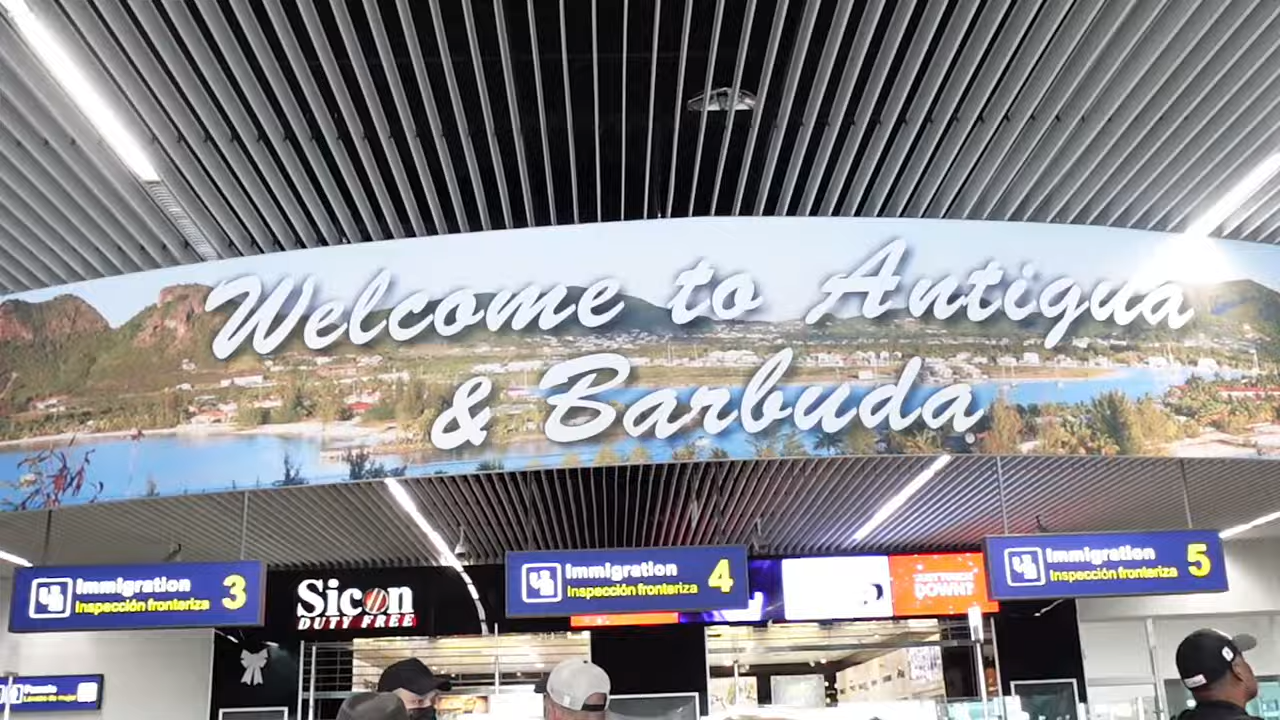 Welcome to Antigua
& Barbuda
Immigration
Inspección fronteriza
3
Sicon
DUTY FREE
Immigration
Inspección fronteriza
4
Immigration
Inspección fronteriza
5